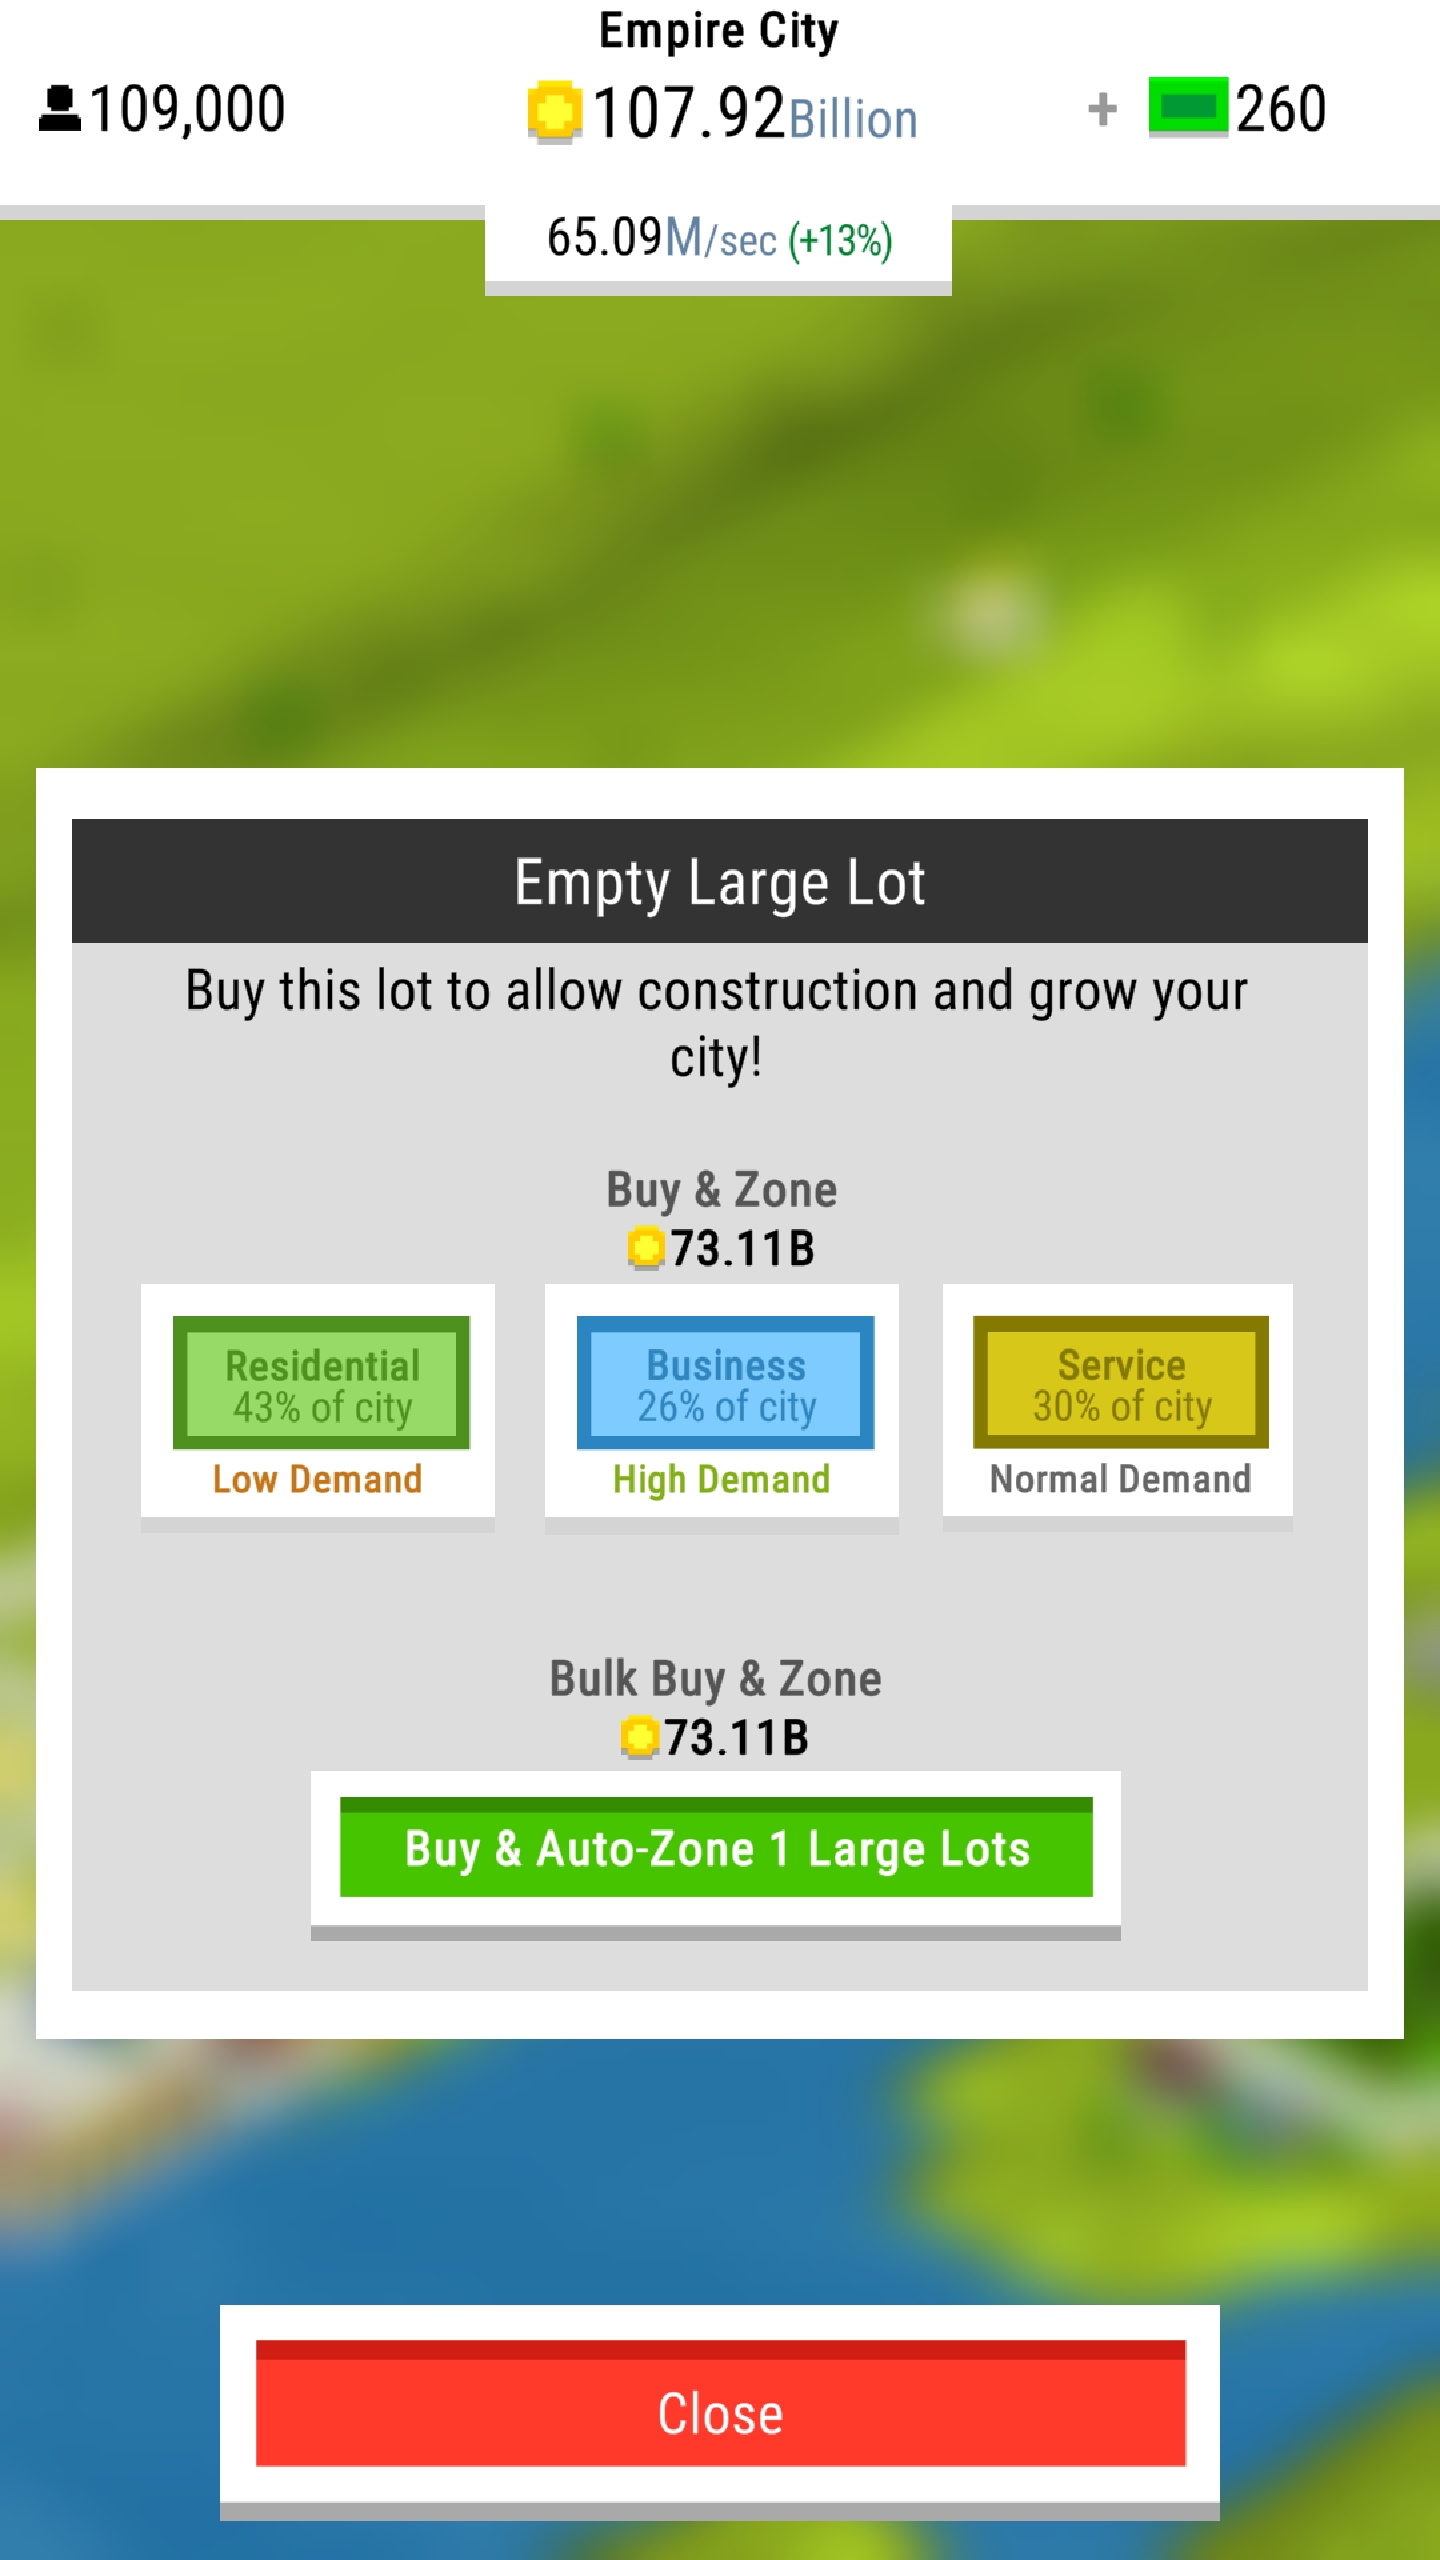 Empire City
109,000
107.92Billion
+ 260
65.09M/sec (+13%)
Empty Large Lot
Buy this lot to allow construction and grow your
city!
Buy & Zone
73.11B
Residential
43% of city
Low Demand
Business
26% of city
High Demand
Service
30% of city
Normal Demand
Bulk Buy & Zone
73.11B
Buy & Auto-Zone 1 Large Lots
Close